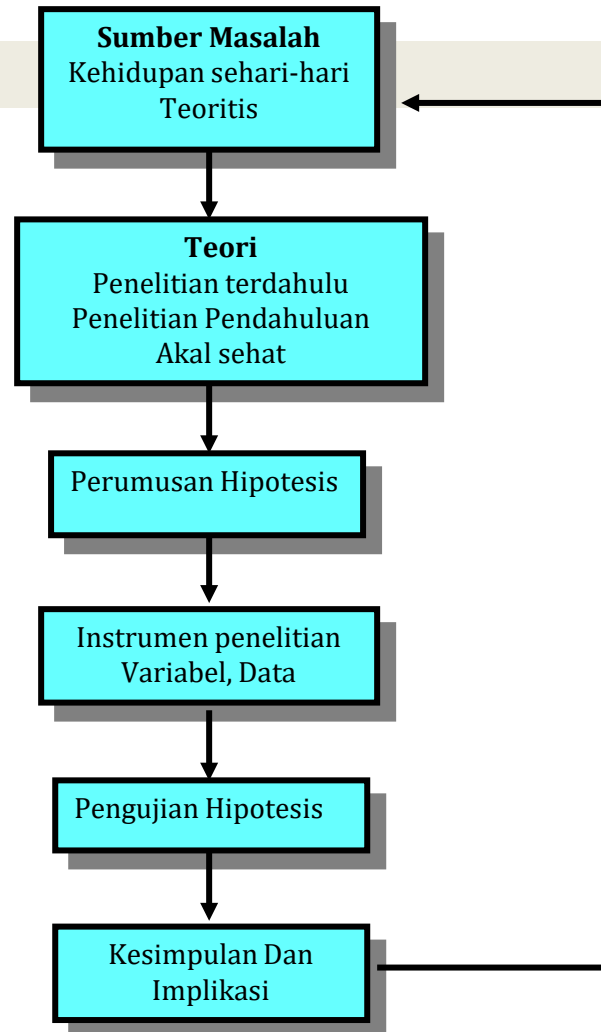 Sumber Masalah
Kehidupan sehari-hari
Teoritis
Teori
Penelitian terdahulu
Penelitian Pendahuluan
Akal sehat
Perumusan Hipotesis
Instrumen penelitian
Variabel, Data
Pengujian Hipotesis
Kesimpulan Dan
Implikasi